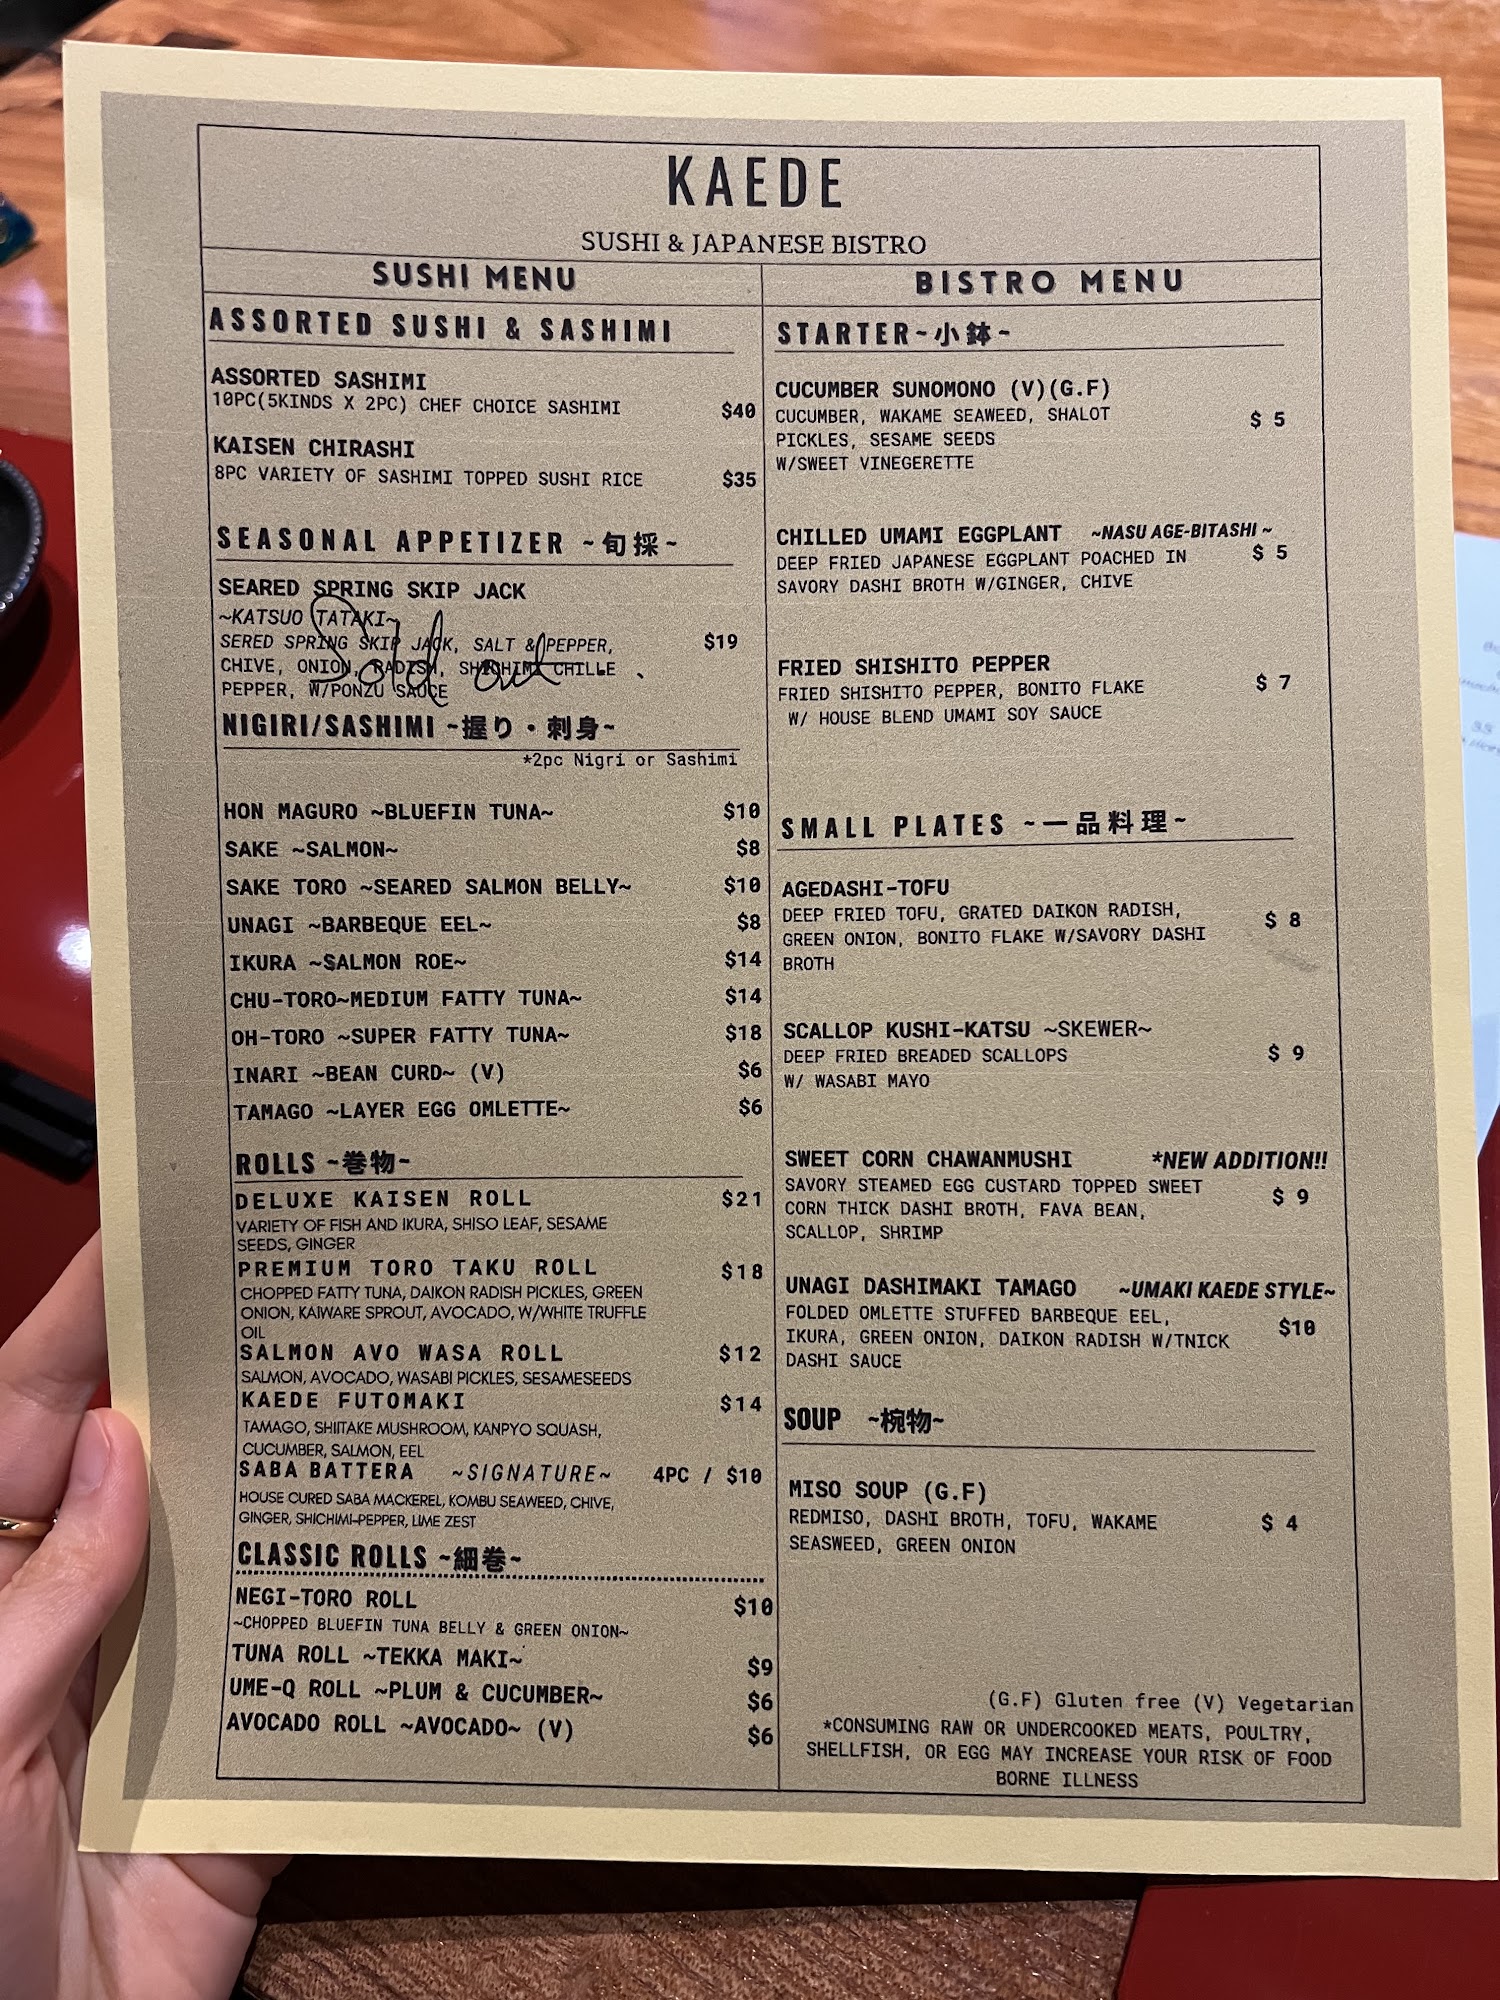 KAEDE
SUSHI & JAPANESE BISTRO
SUSHI MENU
ASSORTED SUSHI & SASHIMI
ASSORTED SASHIMI
10PC(5KINDS X 2PC) CHEF CHOICE SASHIMI $40
KAISEN CHIRASHI
8PC VARIETY OF SASHIMI TOPPED SUSHI RICE $35
SEASONAL APPETIZER ~旬採~
SEARED SPRING SKIP JACK
~KATSUO TATAKI~
SERED SPRING SKIP JACK, SALT & PEPPER, $19
CHIVE, ONION, RADISH, SHICHIMI CHILLE
PEPPER, W/PONZU SAUCE
Sold out
NIGIRI/SASHIMI ~握り・刺身~
*2pc Nigri or Sashimi
HON MAGURO ~BLUEFIN TUNA~ $10
SAKE ~SALMON~ $8
SAKE TORO ~SEARED SALMON BELLY~ $10
UNAGI ~BARBEQUE EEL~ $8
IKURA ~SALMON ROE~ $14
CHU-TORO~MEDIUM FATTY TUNA~ $14
OH-TORO ~SUPER FATTY TUNA~ $18
INARI ~BEAN CURD~ (V) $6
TAMAGO ~LAYER EGG OMLETTE~ $6
ROLLS ~巻物~
DELUXE KAISEN ROLL $21
VARIETY OF FISH AND IKURA, SHISO LEAF, SESAME
SEEDS, GINGER
PREMIUM TORO TAKU ROLL $18
CHOPPED FATTY TUNA, DAIKON RADISH PICKLES, GREEN
ONION, KAIWARE SPROUT, AVOCADO, W/WHITE TRUFFLE
OIL
SALMON AVO WASA ROLL $12
SALMON, AVOCADO, WASABI PICKLES, SESAMESEEDS
KAEDE FUTOMAKI $14
TAMAGO, SHIITAKE MUSHROOM, KANPYO SQUASH,
CUCUMBER, SALMON, EEL
SABA BATTERA ~SIGNATURE~ 4PC / $10
HOUSE CURED SABA MACKEREL, KOMBU SEAWEED, CHIVE,
GINGER, SHICHIMI-PEPPER, LIME ZEST
CLASSIC ROLLS ~細巻~
NEGI-TORO ROLL $10
~CHOPPED BLUEFIN TUNA BELLY & GREEN ONION~
TUNA ROLL ~TEKKA MAKI~ $9
UME-Q ROLL ~PLUM & CUCUMBER~ $6
AVOCADO ROLL ~AVOCADO~ (V) $6
BISTRO MENU
STARTER~小鉢~
CUCUMBER SUNOMONO (V)(G.F)
CUCUMBER, WAKAME SEAWEED, SHALOT $ 5
PICKLES, SESAME SEEDS
W/SWEET VINEGERETTE
CHILLED UMAMI EGGPLANT ~NASU AGE-BITASHI ~
DEEP FRIED JAPANESE EGGPLANT POACHED IN $ 5
SAVORY DASHI BROTH W/GINGER, CHIVE
FRIED SHISHITO PEPPER
FRIED SHISHITO PEPPER, BONITO FLAKE $ 7
W/ HOUSE BLEND UMAMI SOY SAUCE
SMALL PLATES ~一品料理~
AGEDASHI-TOFU
DEEP FRIED TOFU, GRATED DAIKON RADISH, $ 8
GREEN ONION, BONITO FLAKE W/SAVORY DASHI
BROTH
SCALLOP KUSHI-KATSU ~SKEWER~
DEEP FRIED BREADED SCALLOPS $ 9
W/ WASABI MAYO
SWEET CORN CHAWANMUSHI *NEW ADDITION!!
SAVORY STEAMED EGG CUSTARD TOPPED SWEET $ 9
CORN THICK DASHI BROTH, FAVA BEAN,
SCALLOP, SHRIMP
UNAGI DASHIMAKI TAMAGO ~UMAKI KAEDE STYLE~
FOLDED OMLETTE STUFFED BARBEQUE EEL, $10
IKURA, GREEN ONION, DAIKON RADISH W/TNICK
DASHI SAUCE
SOUP ~椀物~
MISO SOUP (G.F)
REDMISO, DASHI BROTH, TOFU, WAKAME $ 4
SEASWEED, GREEN ONION
(G.F) Gluten free (V) Vegetarian
*CONSUMING RAW OR UNDERCOOKED MEATS, POULTRY,
SHELLFISH, OR EGG MAY INCREASE YOUR RISK OF FOOD
BORNE ILLNESS